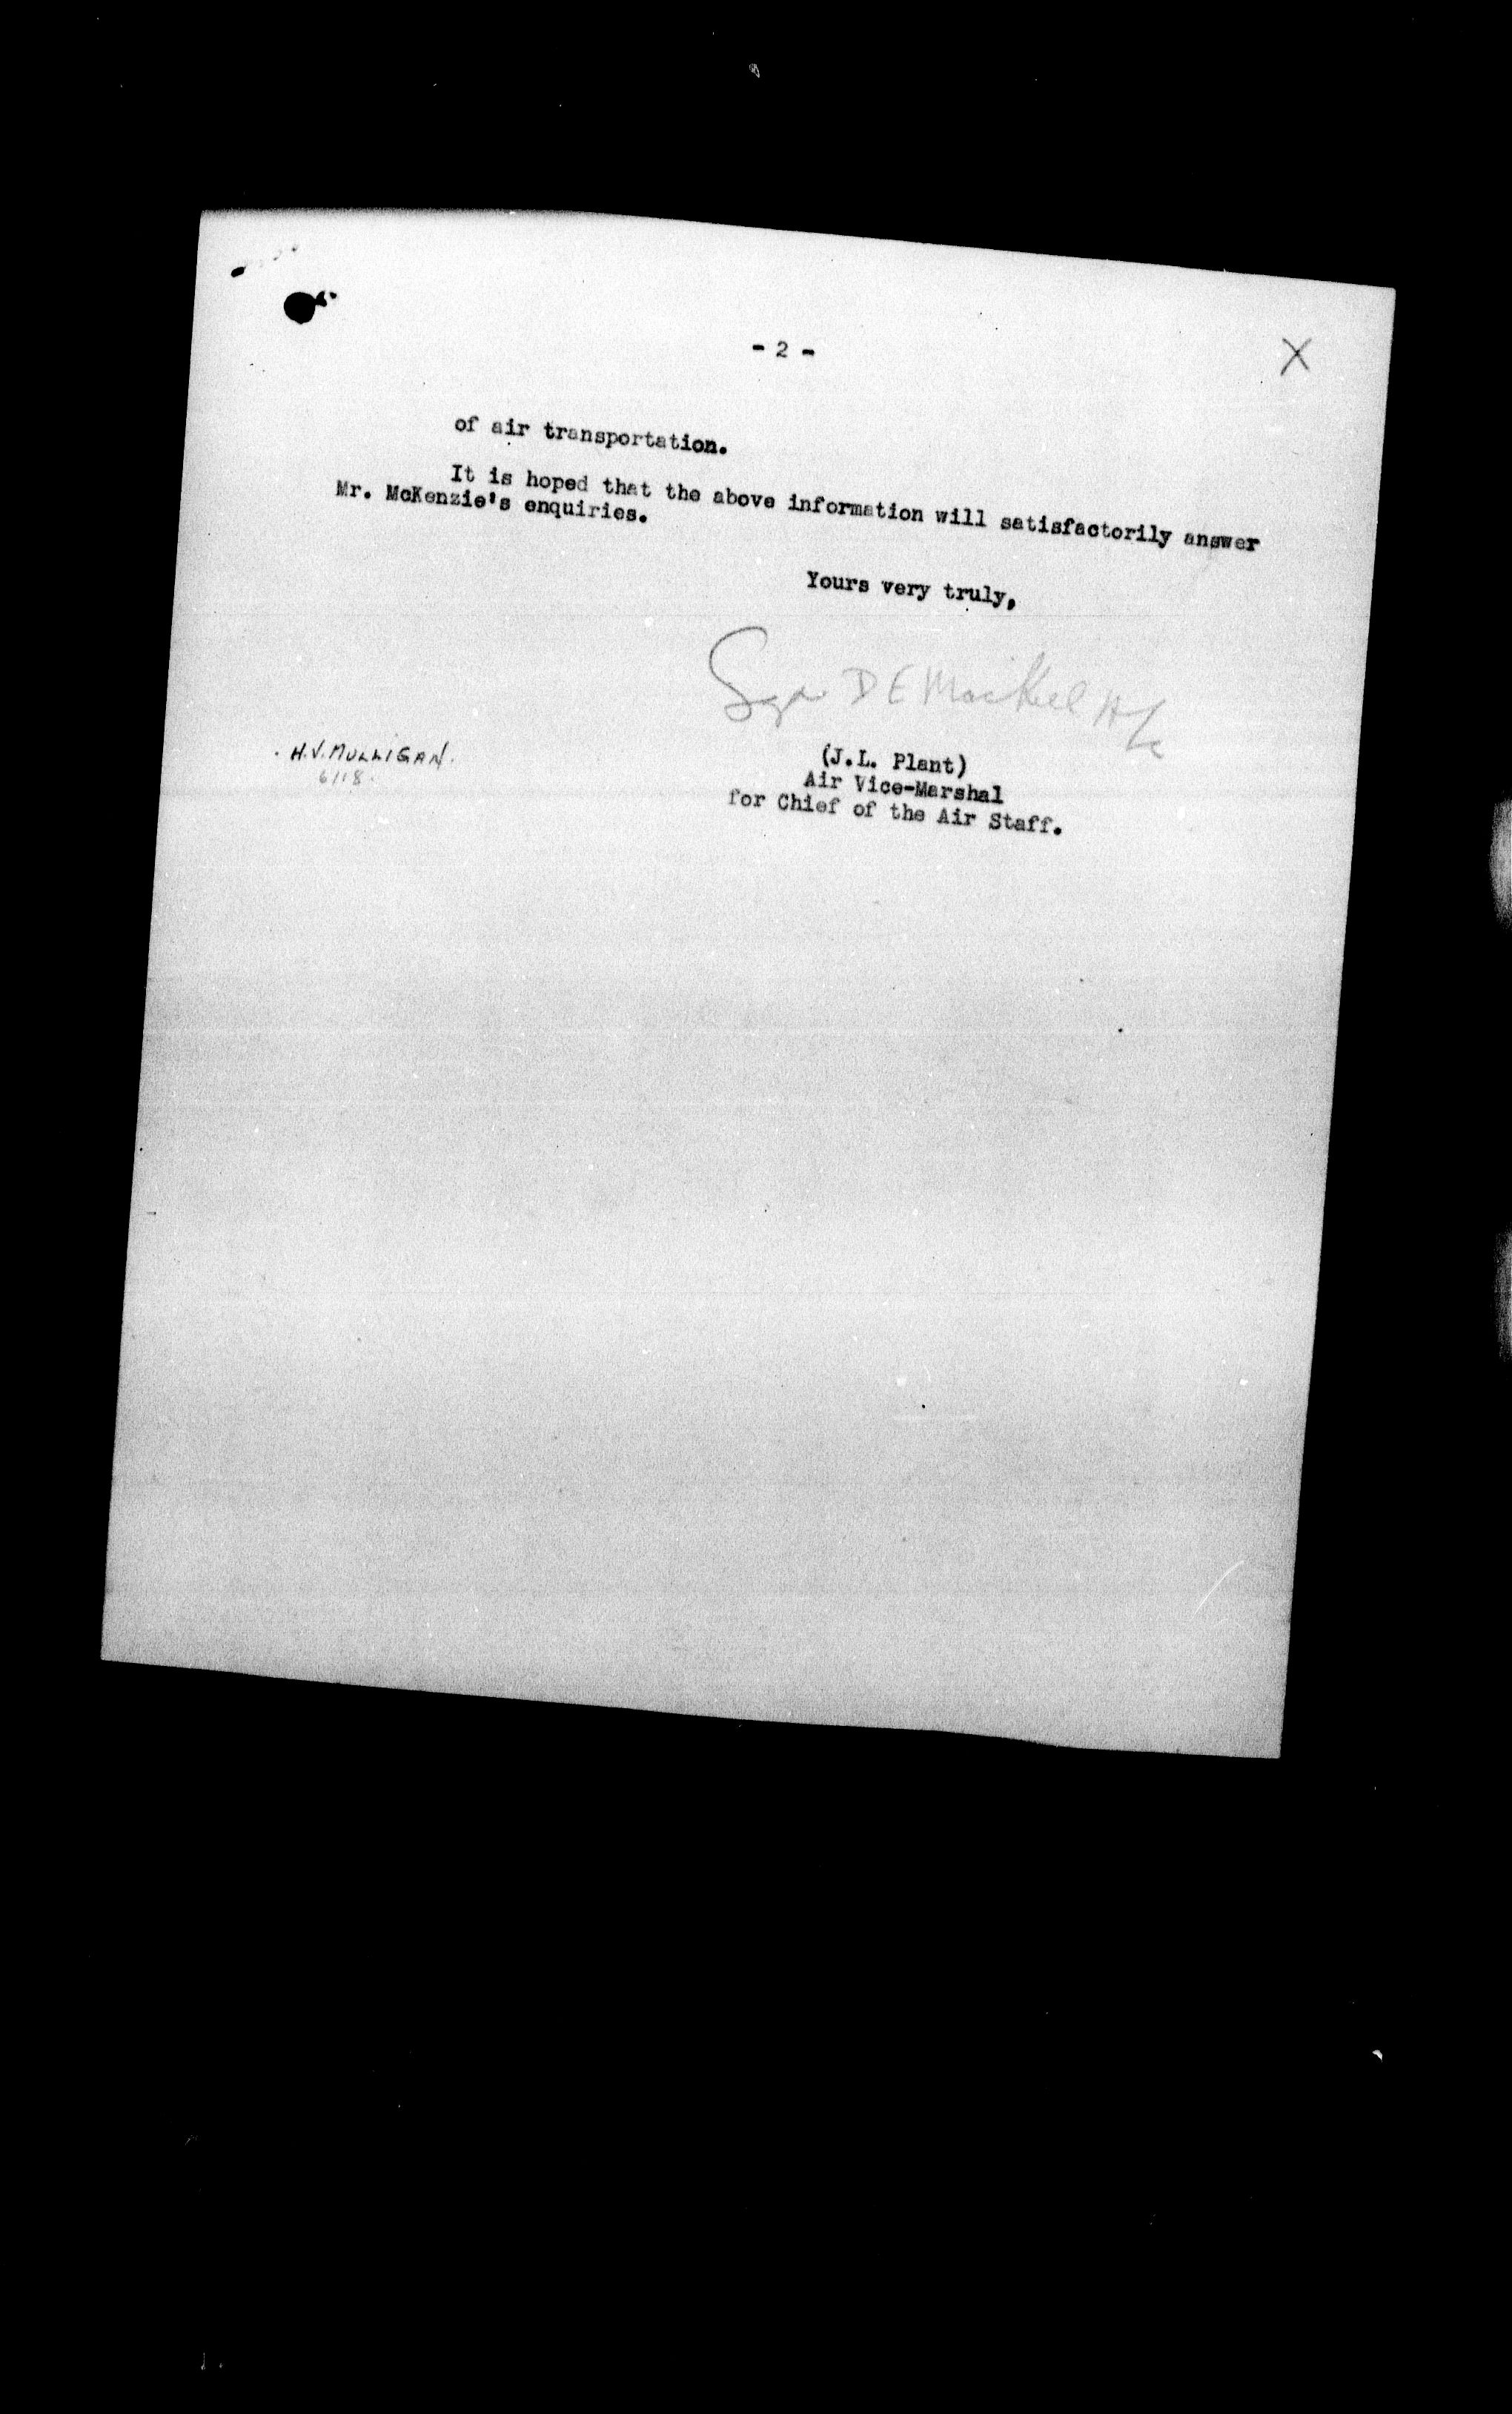 - 2 -
X
of air transportation.
It is hoped that the above information will satisfactorily answer
Mr. McKenzie's enquiries.
Yours very truly,
D E MacKell A/C
H.V. MULLIGAN.
6118.
(J.L. Plant)
Air Vice-Marshal
for Chief of the Air Staff.